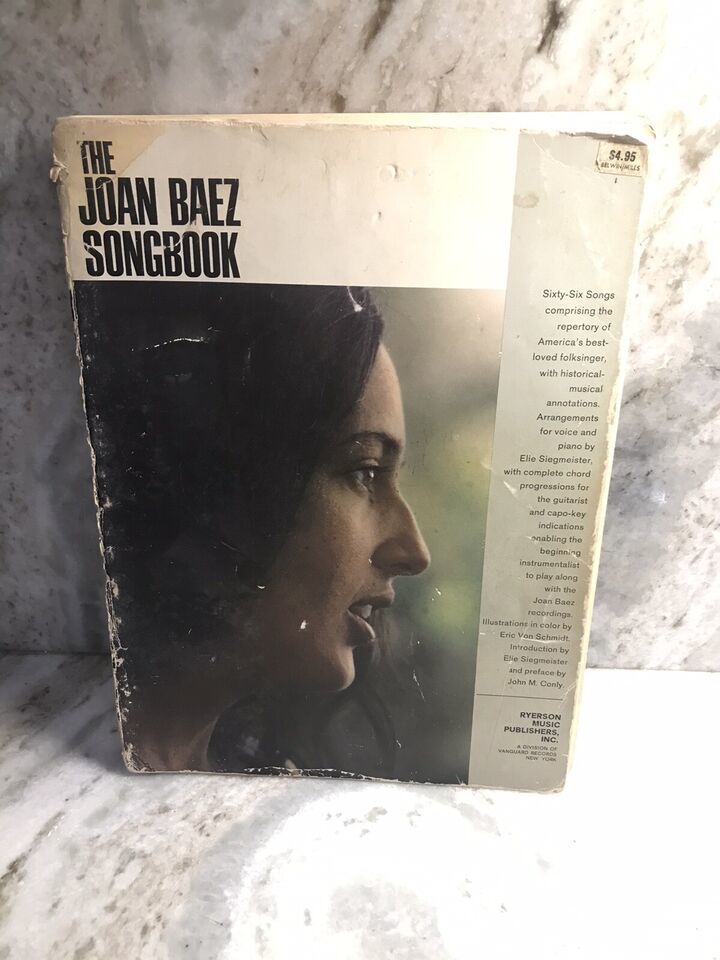 THE
JOAN BAEZ
SONGBOOK
$4.95
BELWIN/MILLS
Sixty-Six Songs
comprising the
repertory of
America's best-
loved folksinger,
with historical-
musical
annotations.
Arrangements
for voice and
piano by
Elie Siegmeister,
with complete chord
progressions for
the guitarist
and capo-key
indications
enabling the
beginning
instrumentalist
to play along
with the
Joan Baez
recordings.
Illustrations in color by
Eric Von Schmidt.
Introduction by
Elie Siegmeister
and preface by
John M. Conly.
RYERSON
MUSIC
PUBLISHERS,
INC.
A DIVISION OF
VANGUARD RECORDS
NEW YORK